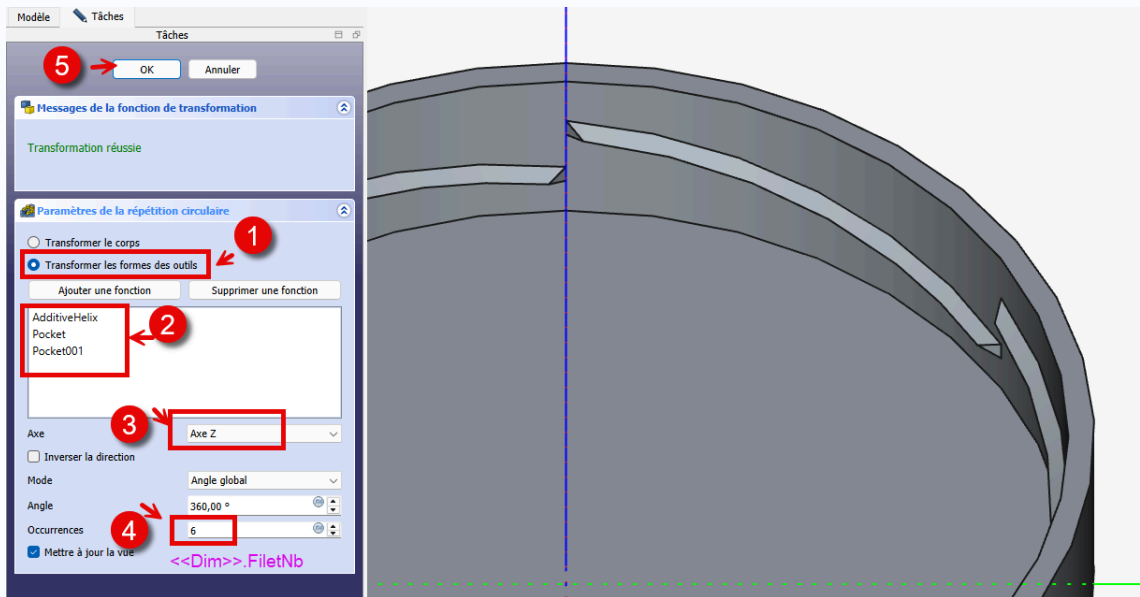 Modèle Tâches
Tâches
5 OK Annuler
Messages de la fonction de transformation
Transformation réussie
Paramètres de la répétition circulaire
Transformer le corps
1
Transformer les formes des outils
Ajouter une fonction Supprimer une fonction
AdditiveHelix
2
Pocket
Pocket001
3
Axe Axe Z
Inverser la direction
Mode Angle global
Angle 360,00 °
4
Occurrences 6
Mettre à jour la vue
<<Dim>>.FiletNb